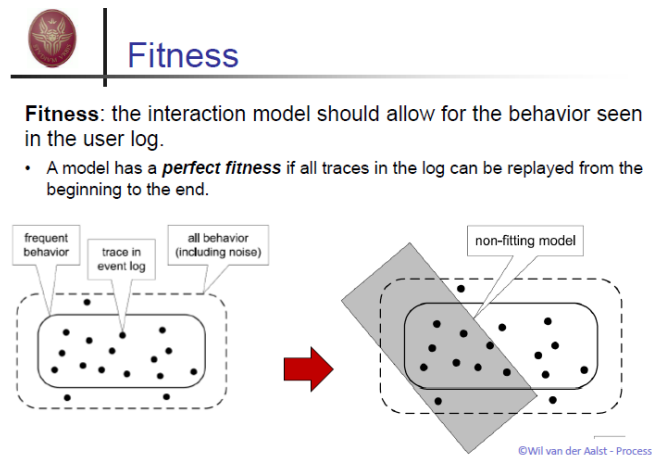 Fitness
Fitness: the interaction model should allow for the behavior seen
in the user log.
• A model has a perfect fitness if all traces in the log can be replayed from the
beginning to the end.
frequent
behavior
trace in
event log
all behavior
(including noise)
non-fitting model
©Wil van der Aalst - Process